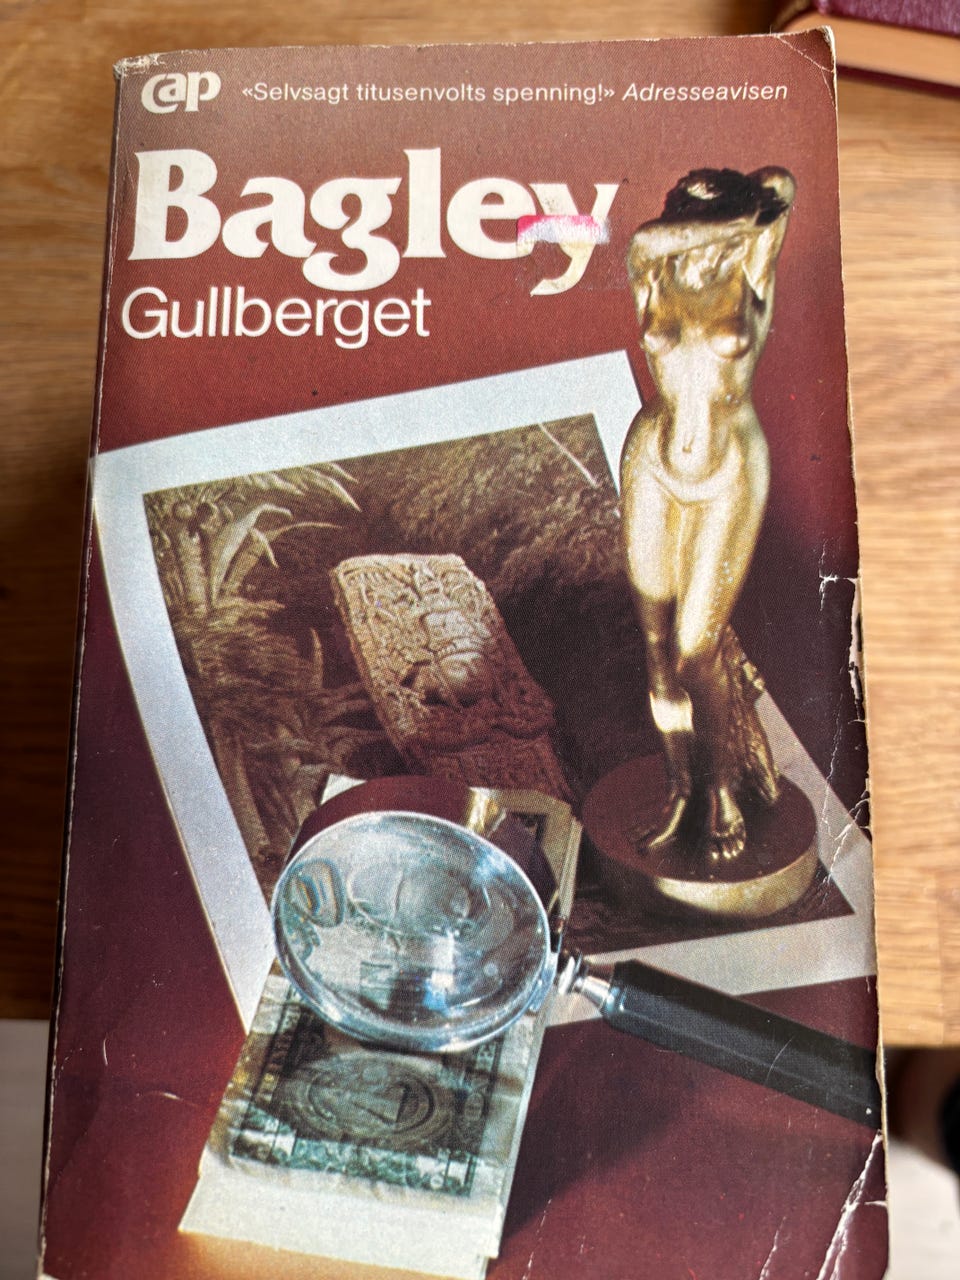 cap «Selvsagt titusenvolts spenning!» Adresseavisen
Bagley
Gullberget